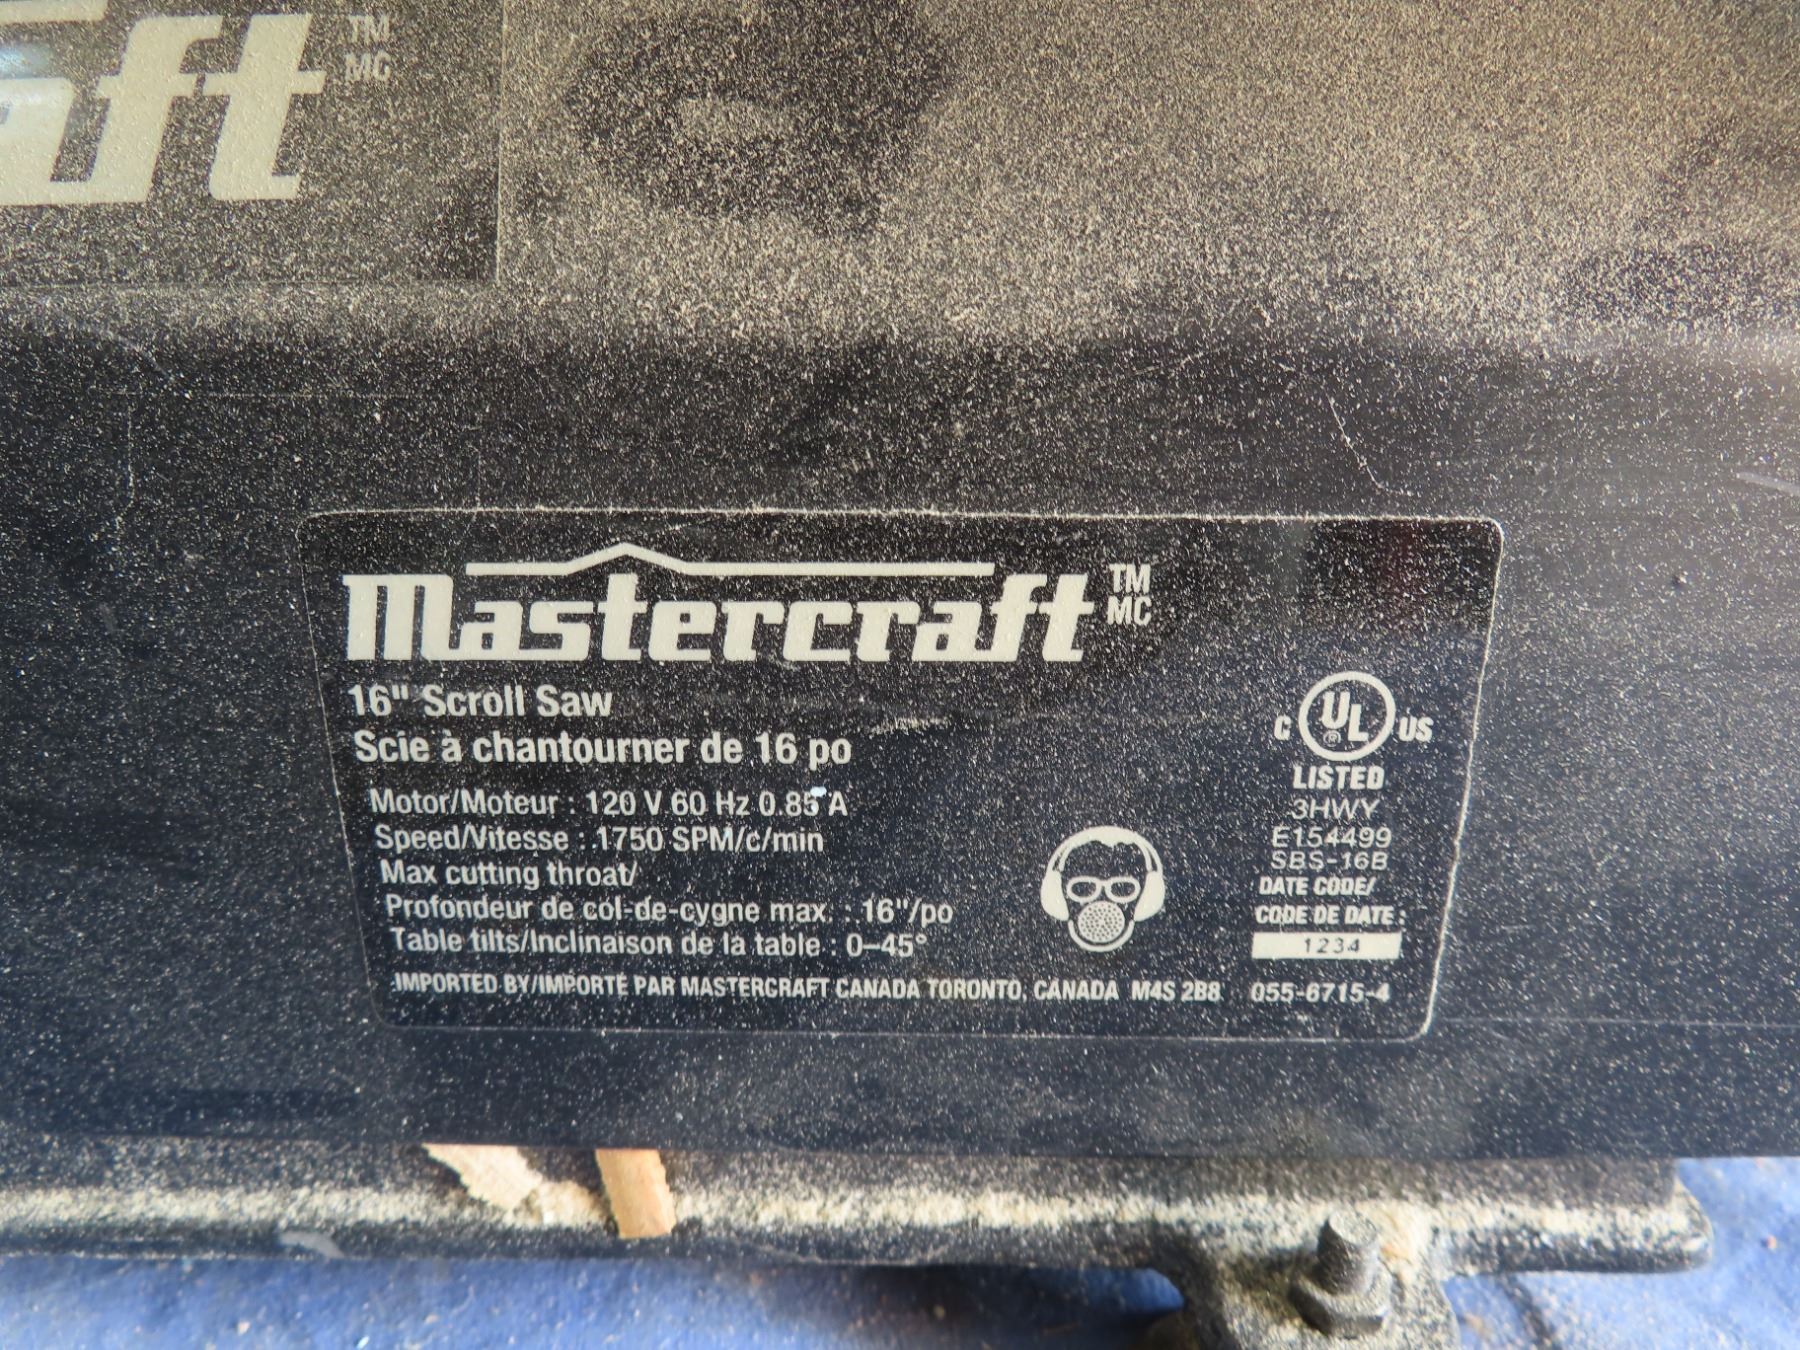 aft TM
MC
Mastercraft TM
MC
16" Scroll Saw
Scie à chantourner de 16 po
Motor/Moteur : 120 V 60 Hz 0.85 A
Speed/Vitesse : 1750 SPM/c/min
Max cutting throat/
Profondeur de col-de-cygne max. : 16"/po
Table tilts/Inclinaison de la table : 0–45°
IMPORTED BY/IMPORTÉ PAR MASTERCRAFT CANADA TORONTO, CANADA M4S 2B8
C UL ® US
LISTED
3HWY
E154499
SBS-16B
DATE CODE/
CODE DE DATE :
1234
055-6715-4